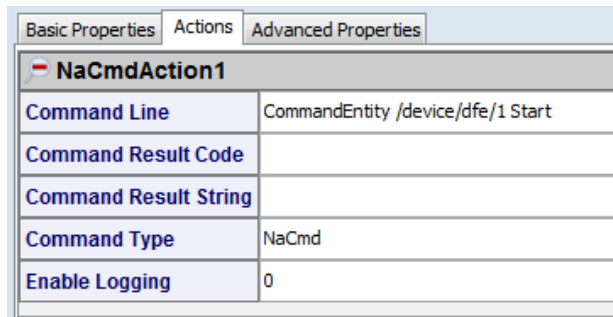 Basic Properties Actions Advanced Properties
NaCmdAction1
Command Line CommandEntity /device/dfe/1 Start
Command Result Code
Command Result String
Command Type NaCmd
Enable Logging 0